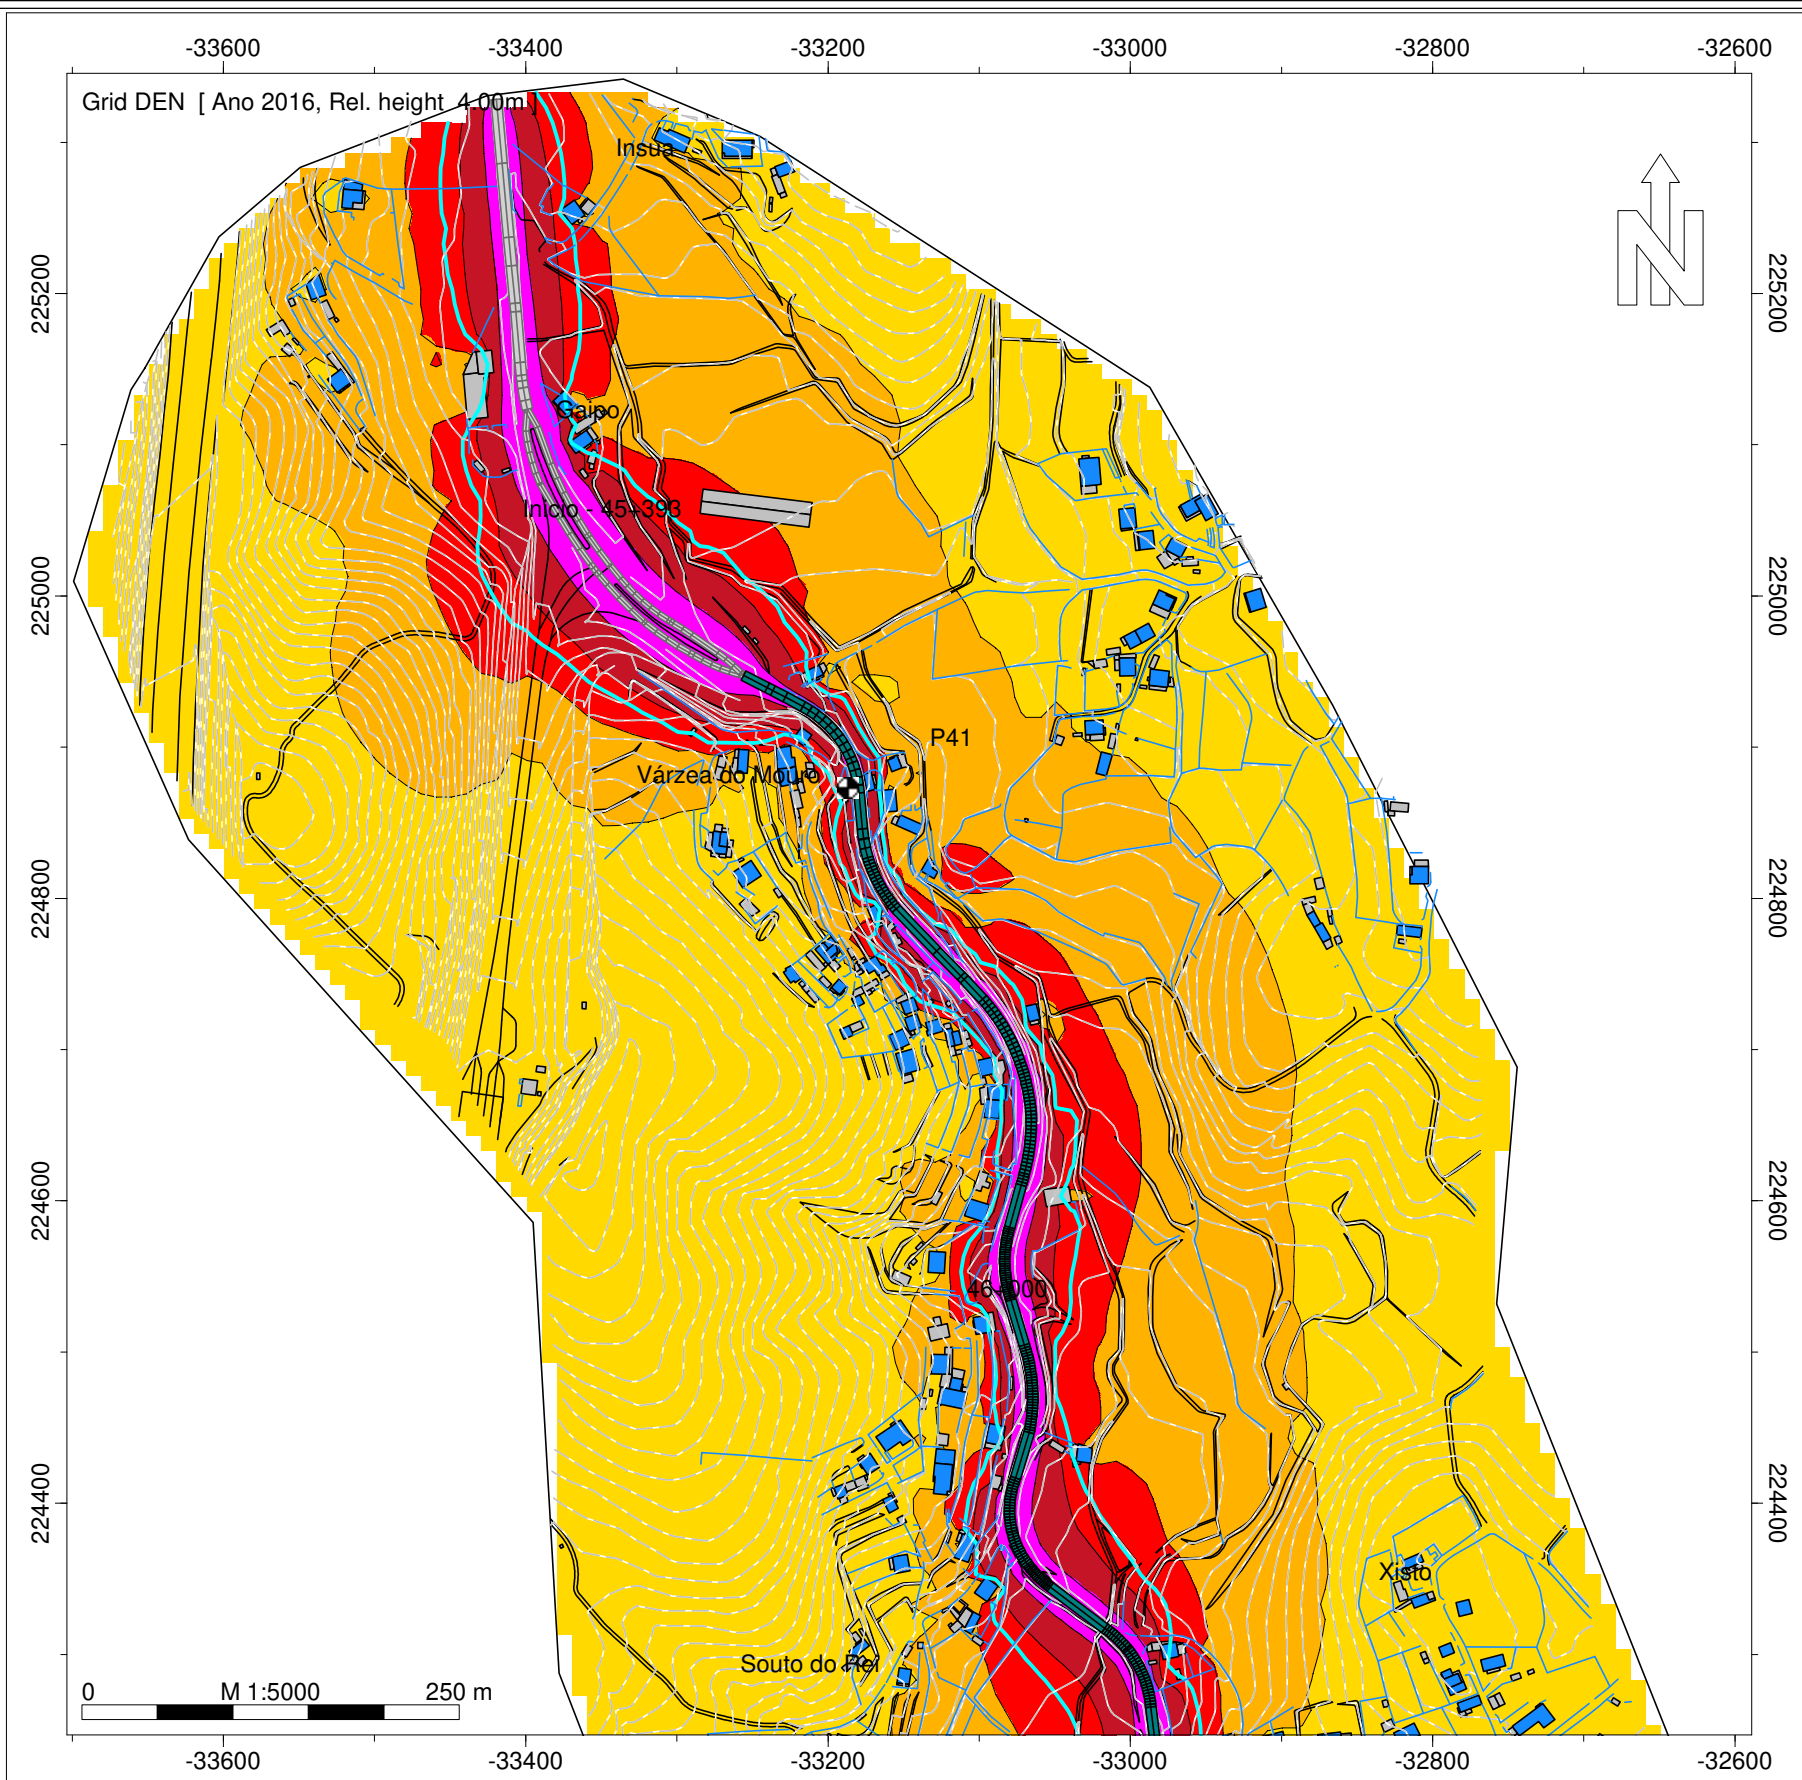 -33600 -33400 -33200 -33000 -32800 -32600
Grid DEN [ Ano 2016, Rel. height 4.00m ]
Insua
N
225200 225200
Gaipo
Início - 45+393
225000 225000
P41
Várzea do Mouro
224800 224800
224600 224600
46+000
224400 224400
Xisto
Souto do Rei
0 M 1:5000 250 m
-33600 -33400 -33200 -33000 -32800 -32600